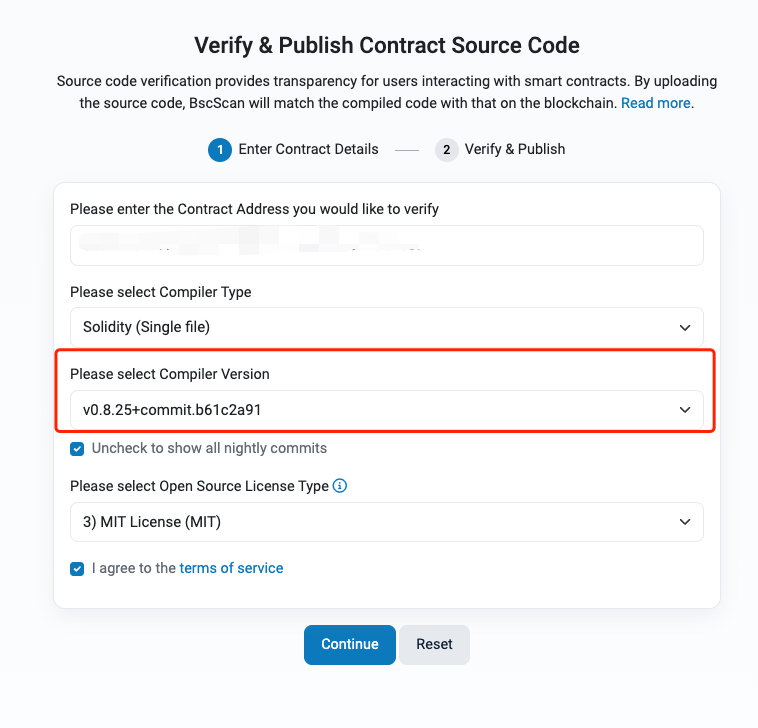 Verify & Publish Contract Source Code
Source code verification provides transparency for users interacting with smart contracts. By uploading
the source code, BscScan will match the compiled code with that on the blockchain. Read more.
1 Enter Contract Details
2 Verify & Publish
Please enter the Contract Address you would like to verify
Please select Compiler Type
Solidity (Single file)
Please select Compiler Version
v0.8.25+commit.b61c2a91
Uncheck to show all nightly commits
Please select Open Source License Type
3) MIT License (MIT)
I agree to the terms of service
Continue
Reset